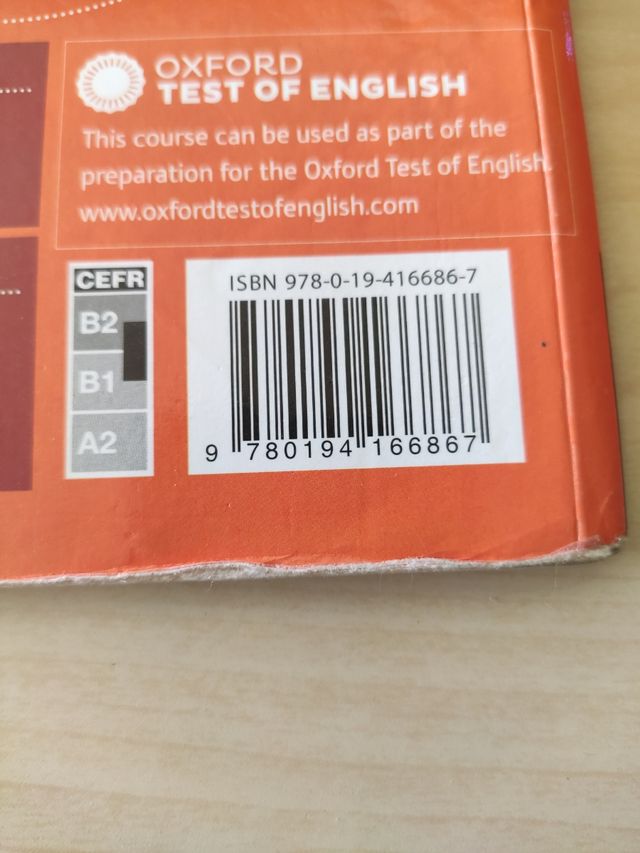 OXFORD
TEST OF ENGLISH
This course can be used as part of the
preparation for the Oxford Test of English.
www.oxfordtestofenglish.com
CEFR
B2
B1
A2
ISBN 978-0-19-416686-7
9 780194 166867